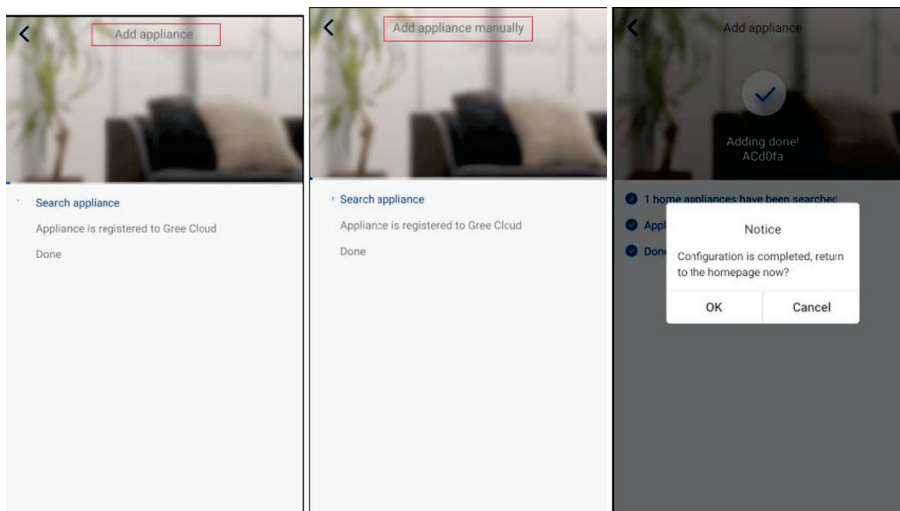 Add appliance
Search appliance
Appliance is registered to Gree Cloud
Done
Add appliance manually
Search appliance
Appliance is registered to Gree Cloud
Done
Add appliance
Adding done!
ACd0fa
1 home appliances have been searched
Appl
Done
Notice
Configuration is completed, return
to the homepage now?
OK
Cancel